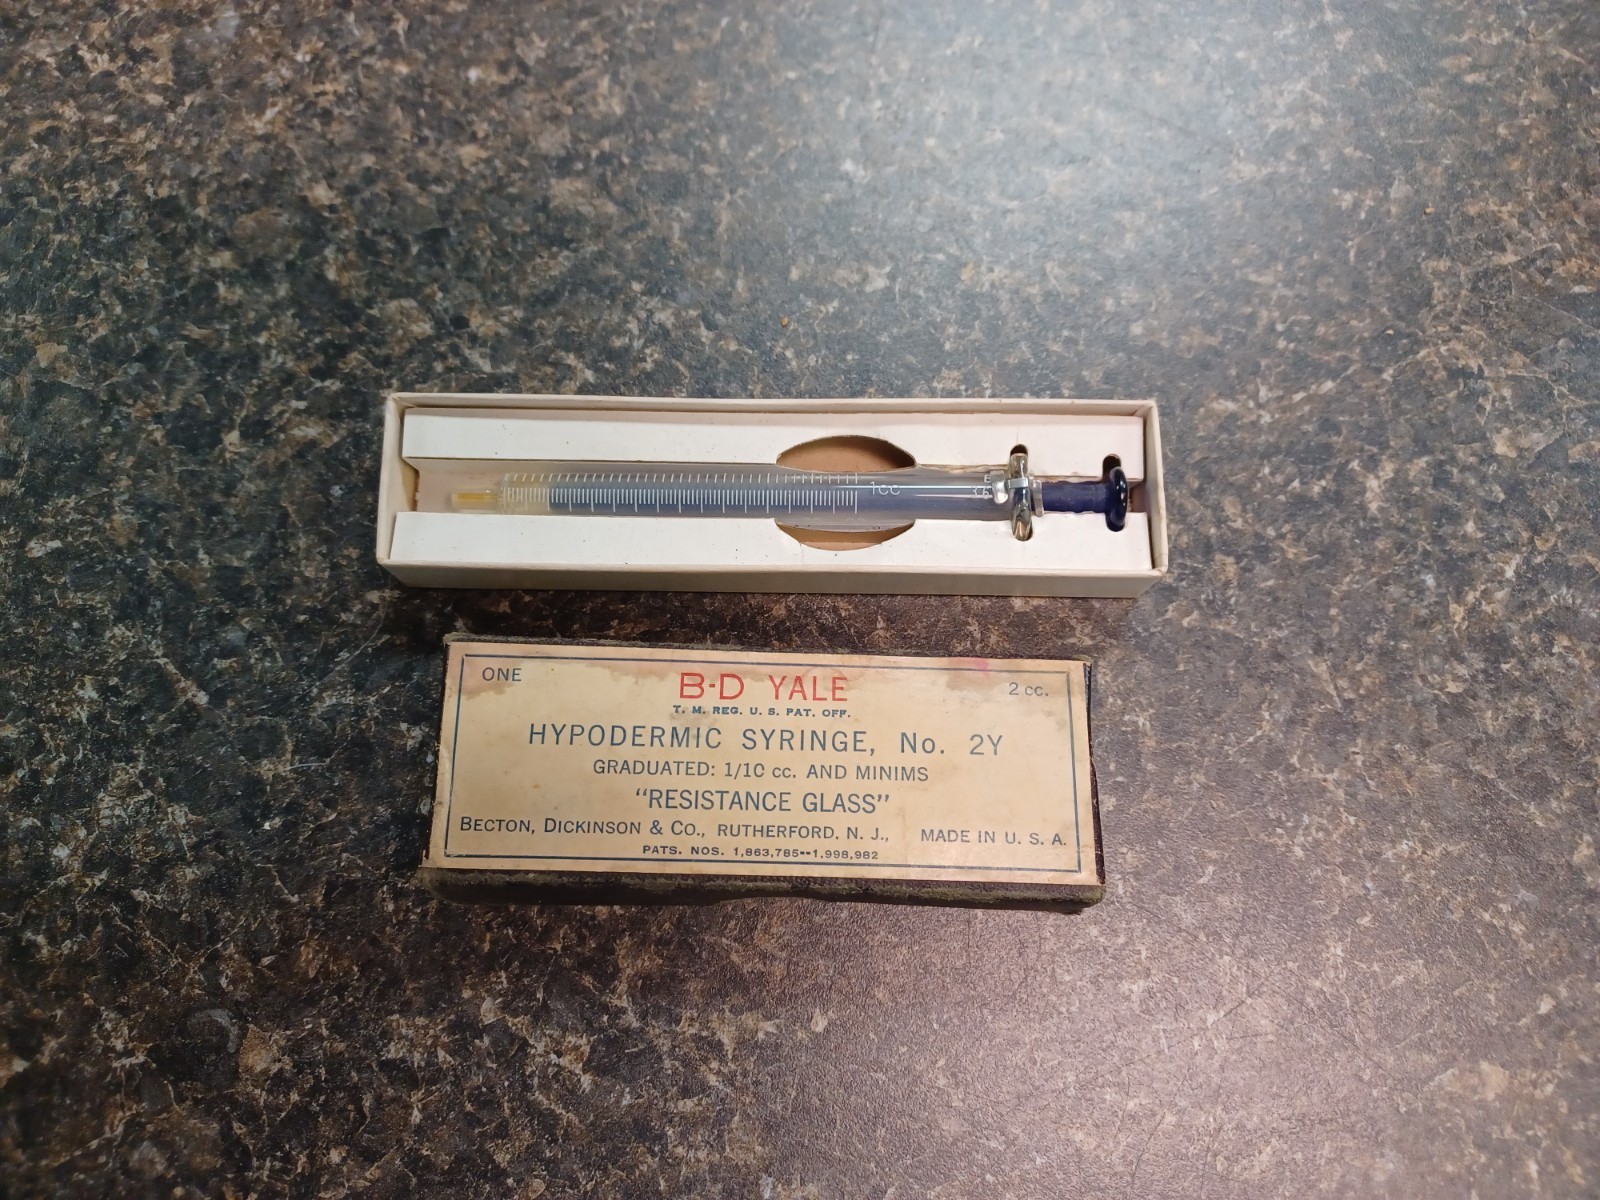 1cc
ONE
B-D YALE
2 cc.
T. M. REG. U. S. PAT. OFF.
HYPODERMIC SYRINGE, No. 2Y
GRADUATED: 1/10 cc. AND MINIMS
"RESISTANCE GLASS"
BECTON, DICKINSON & CO., RUTHERFORD, N. J., MADE IN U. S. A.
PATS. NOS. 1,863,785--1,998,982